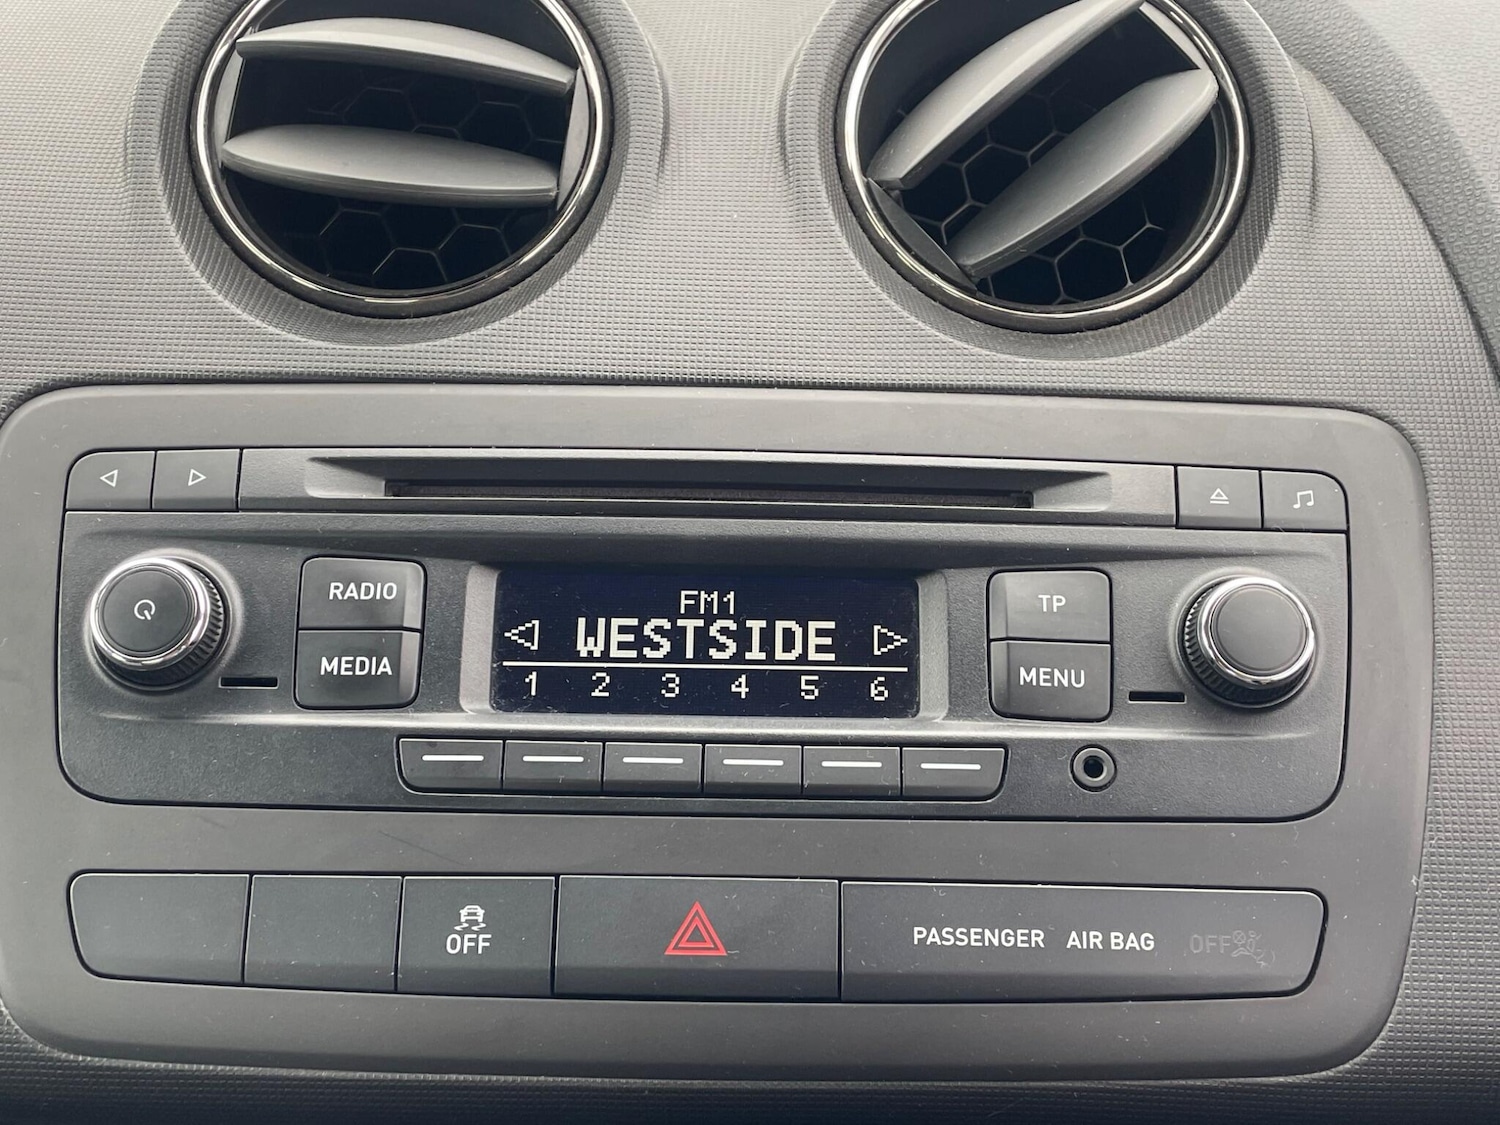 RADIO
MEDIA
FM1
WESTSIDE
1 2 3 4 5 6
TP
MENU
OFF
PASSENGER AIR BAG OFF